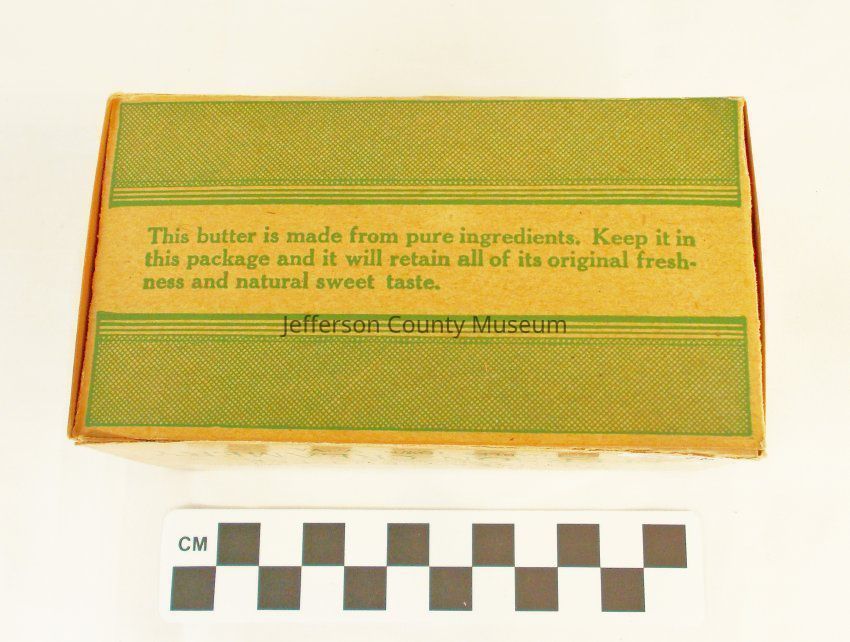 This butter is made from pure ingredients. Keep it in
this package and it will retain all of its original fresh-
ness and natural sweet taste.
Jefferson County Museum
CM